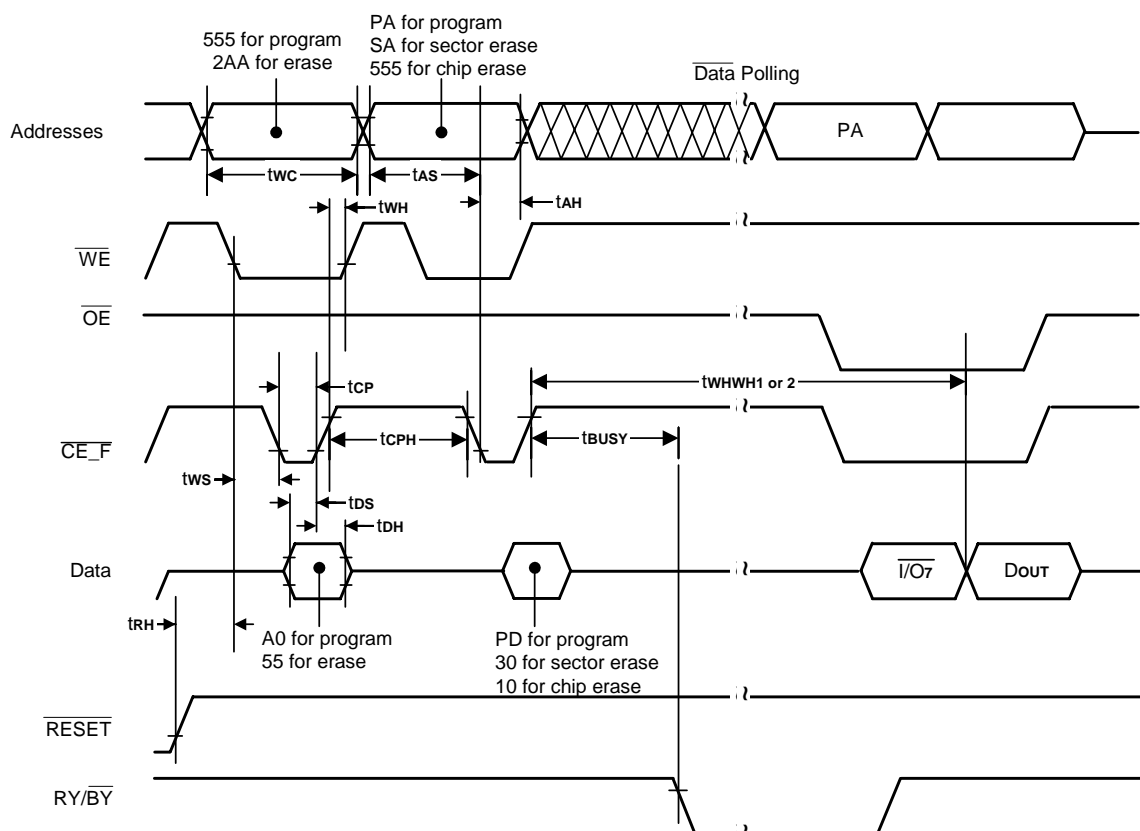 555 for program
2AA for erase
PA for program
SA for sector erase
555 for chip erase
Data Polling
Addresses
PA
tWC
tAS
tWH
tAH
WE
OE
tCP
tWHWH1 or 2
tCPH
tBUSY
CE_F
tWS
tDS
tDH
Data
I/O7
DOUT
tRH
A0 for program
55 for erase
PD for program
30 for sector erase
10 for chip erase
RESET
RY/BY